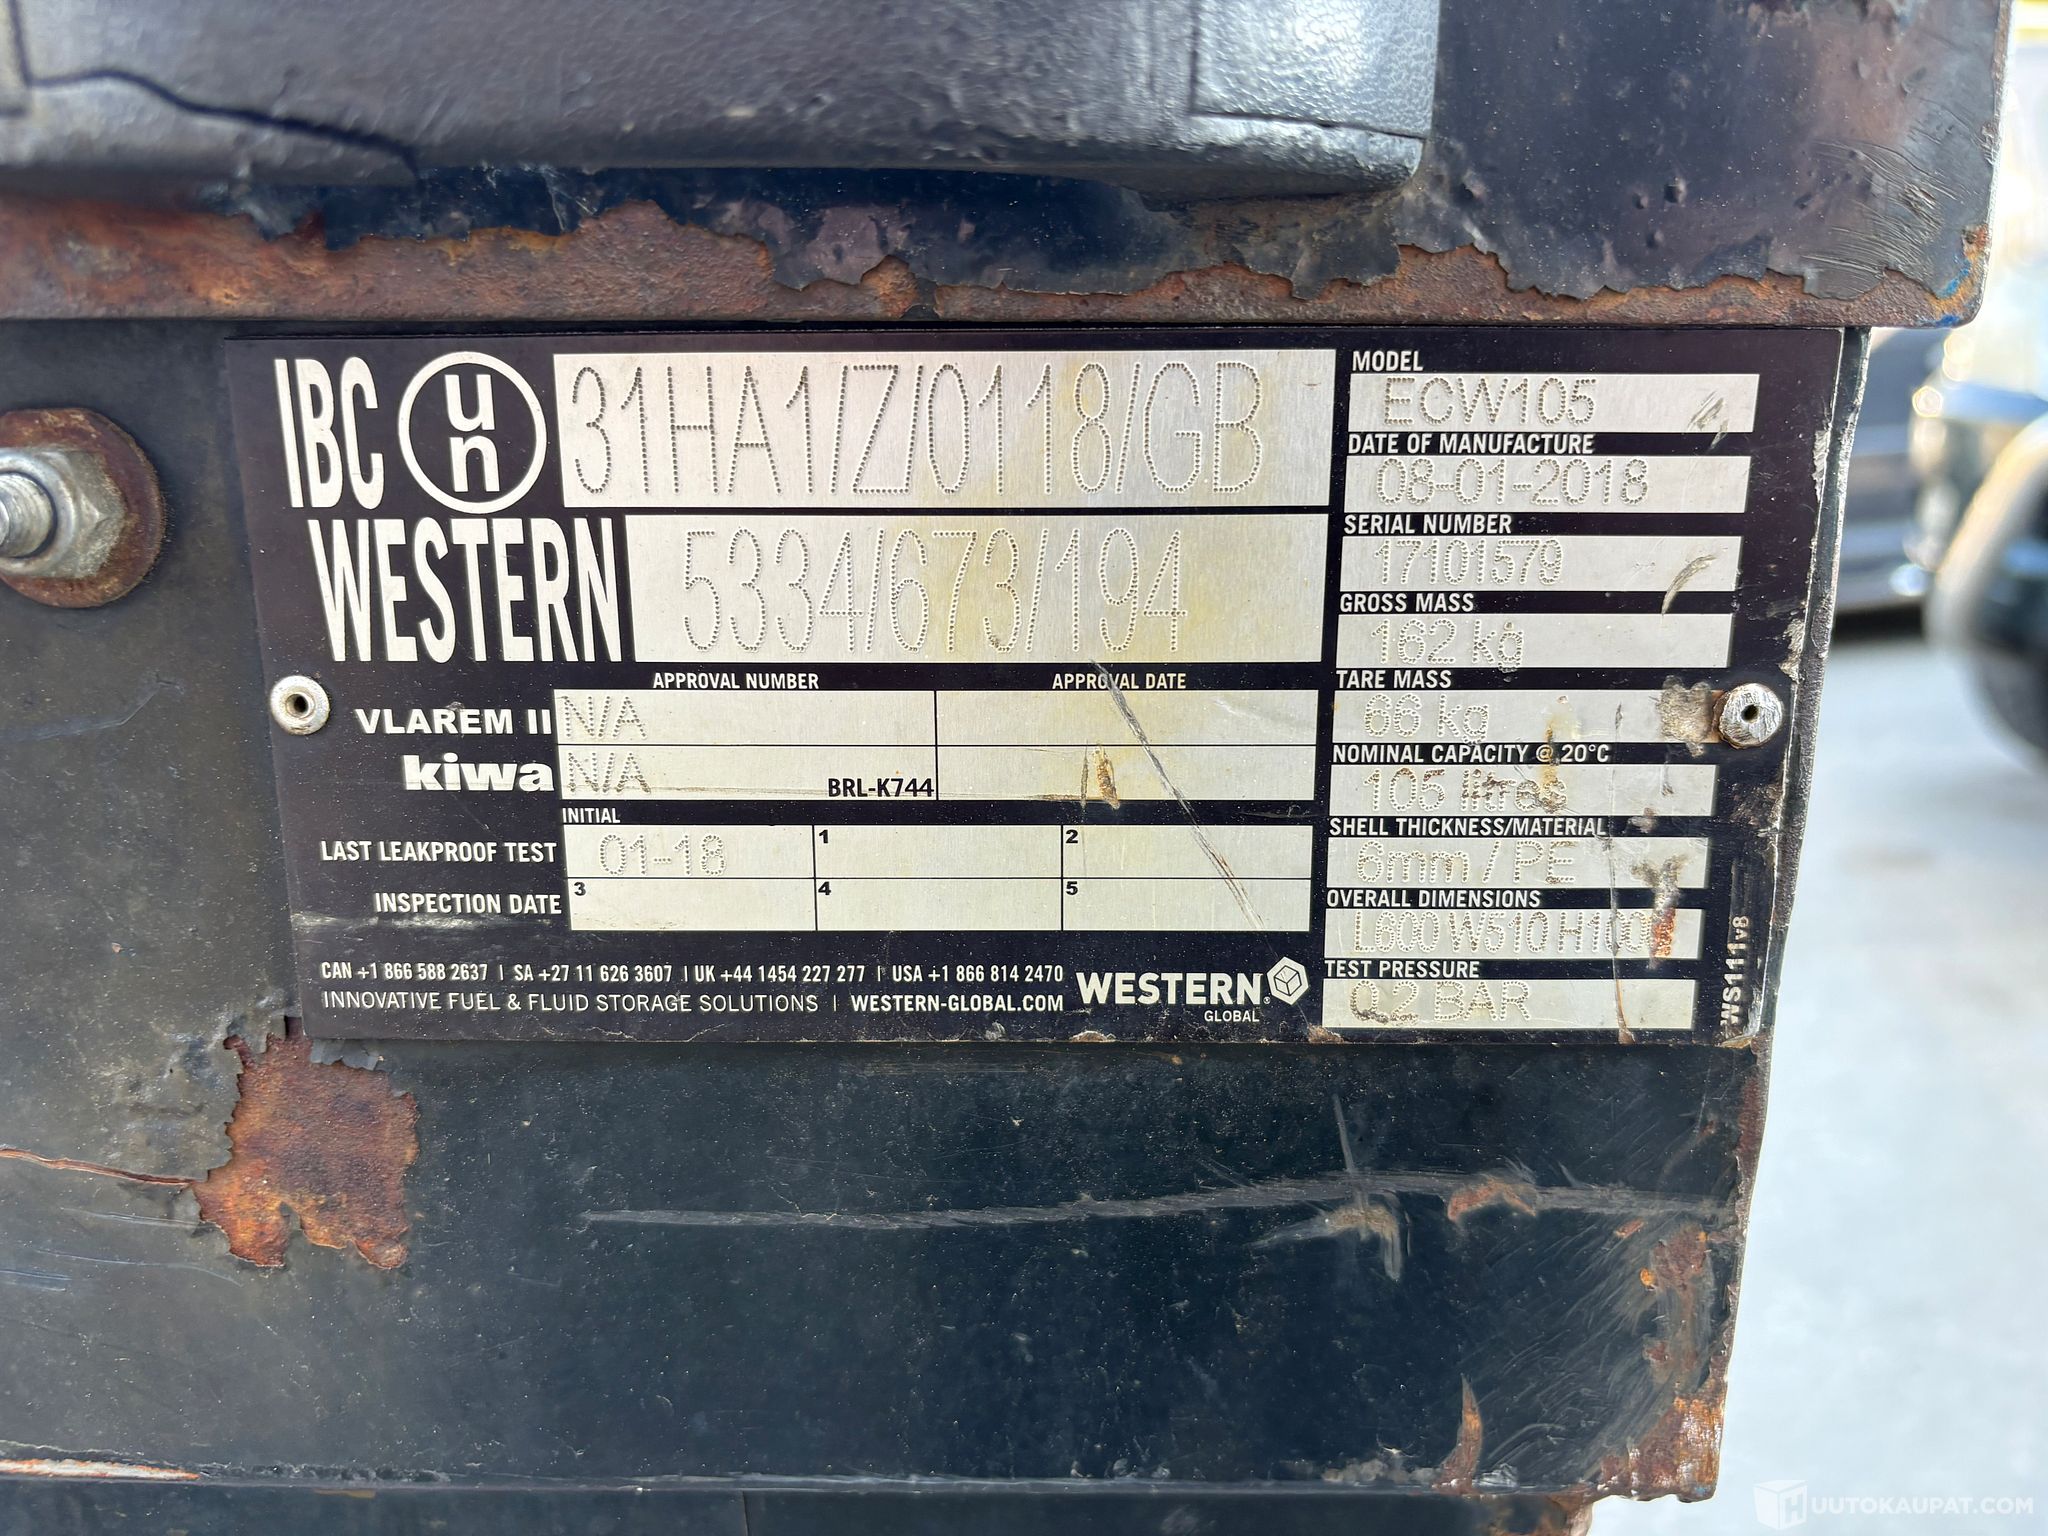 IBC un 31HA1/Z/0118/GB
WESTERN 5334/673/194
APPROVAL NUMBER APPROVAL DATE
VLAREM II N/A
kiwa N/A BRL-K744
INITIAL
LAST LEAKPROOF TEST 01-18 1 2
INSPECTION DATE 3 4 5
CAN +1 866 588 2637 | SA +27 11 626 3607 | UK +44 1454 227 277 | USA +1 866 814 2470
INNOVATIVE FUEL & FLUID STORAGE SOLUTIONS | WESTERN-GLOBAL.COM
WESTERN®
GLOBAL
MODEL
ECW105
DATE OF MANUFACTURE
08-01-2018
SERIAL NUMBER
17101579
GROSS MASS
162 kg
TARE MASS
66 kg
NOMINAL CAPACITY @ 20°C
105 litres
SHELL THICKNESS/MATERIAL
6mm / PE
OVERALL DIMENSIONS
L600 W510
TEST PRESSURE
0.2 BAR
WS1111v8
HUUTOKAUPAT.COM